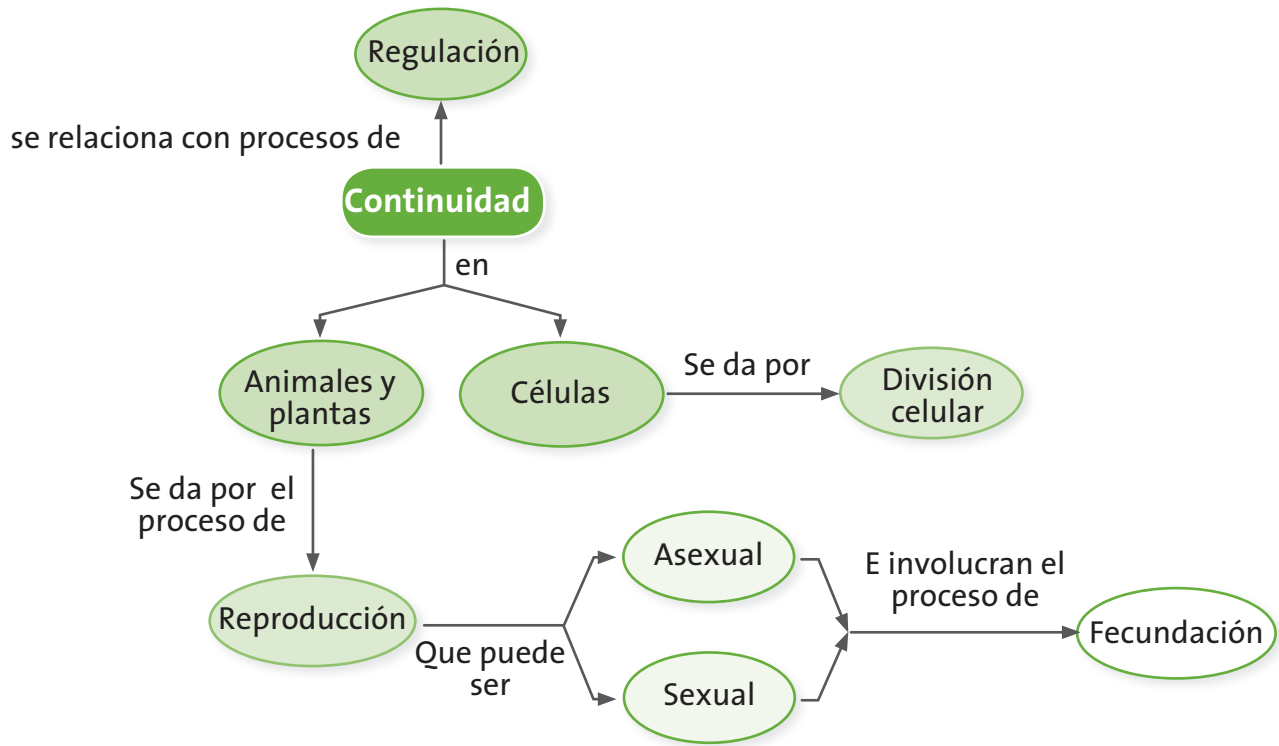 Regulación
se relaciona con procesos de
Continuidad
en
Animales y
plantas
Células
Se da por
División
celular
Se da por el
proceso de
Reproducción
Que puede
ser
Asexual
Sexual
E involucran el
proceso de
Fecundación